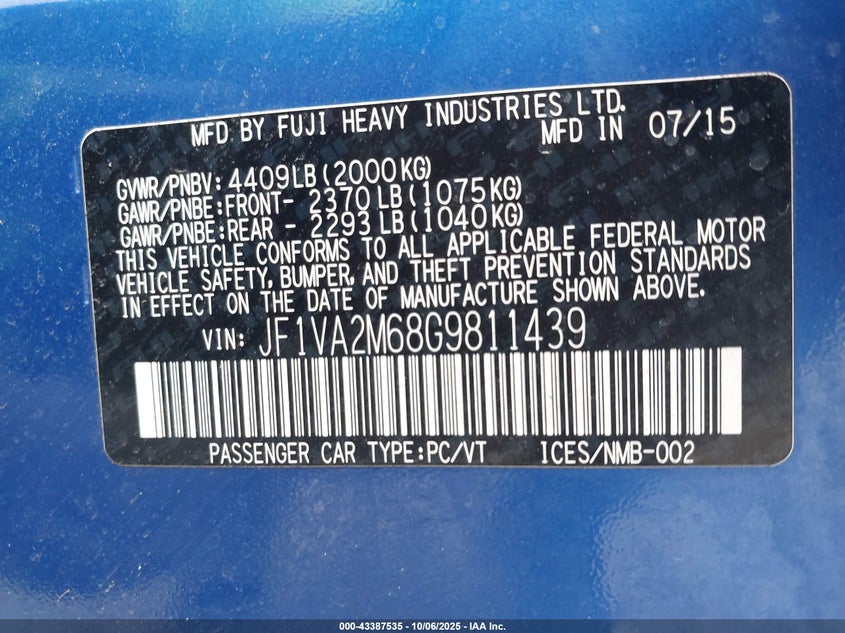 MFD BY FUJI HEAVY INDUSTRIES LTD.
MFD IN 07/15
GVWR/PNBV: 4409LB(2000KG)
GAWR/PNBE:FRONT- 2370LB(1075KG)
GAWR/PNBE:REAR - 2293LB(1040KG)
THIS VEHICLE CONFORMS TO ALL APPLICABLE FEDERAL MOTOR
VEHICLE SAFETY, BUMPER, AND THEFT PREVENTION STANDARDS
IN EFFECT ON THE DATE OF MANUFACTURE SHOWN ABOVE.
VIN: JF1VA2M68G9811439
PASSENGER CAR TYPE:PC/VT ICES/NMB-002
000-43387535 - 10/06/2025 - IAA Inc.